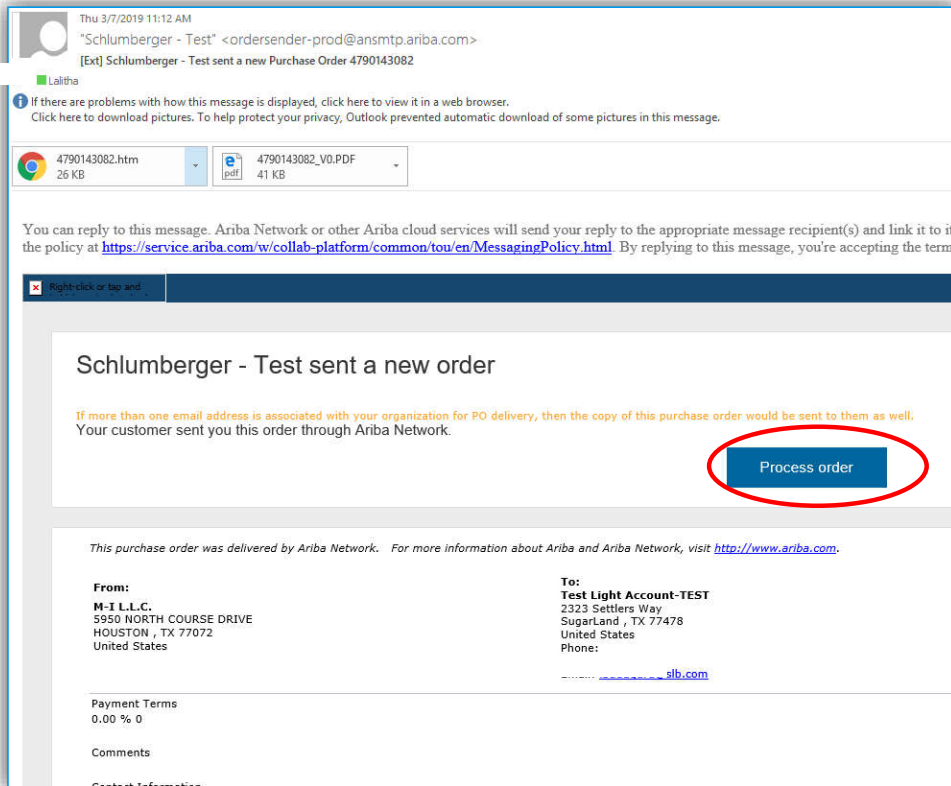 Thu 3/7/2019 11:12 AM
"Schlumberger - Test" <ordersender-prod@ansmtp.ariba.com>
[Ext] Schlumberger - Test sent a new Purchase Order 4790143082
Lalitha
If there are problems with how this message is displayed, click here to view it in a web browser.
Click here to download pictures. To help protect your privacy, Outlook prevented automatic download of some pictures in this message.
4790143082.htm
26 KB
pdf
4790143082_V0.PDF
41 KB
You can reply to this message. Ariba Network or other Ariba cloud services will send your reply to the appropriate message recipient(s) and link it to
the policy at https://service.ariba.com/w/collab-platform/common/tou/en/MessagingPolicy.html. By replying to this message, you're accepting the term
Right-click or tap and
Schlumberger - Test sent a new order
If more than one email address is associated with your organization for PO delivery, then the copy of this purchase order would be sent to them as well.
Your customer sent you this order through Ariba Network.
Process order
This purchase order was delivered by Ariba Network. For more information about Ariba and Ariba Network, visit http://www.ariba.com.
From:
M-I L.L.C.
5950 NORTH COURSE DRIVE
HOUSTON , TX 77072
United States
To:
Test Light Account-TEST
2323 Settlers Way
SugarLand , TX 77478
United States
Phone:
slb.com
Payment Terms
0.00 % 0
Comments
Contact Information